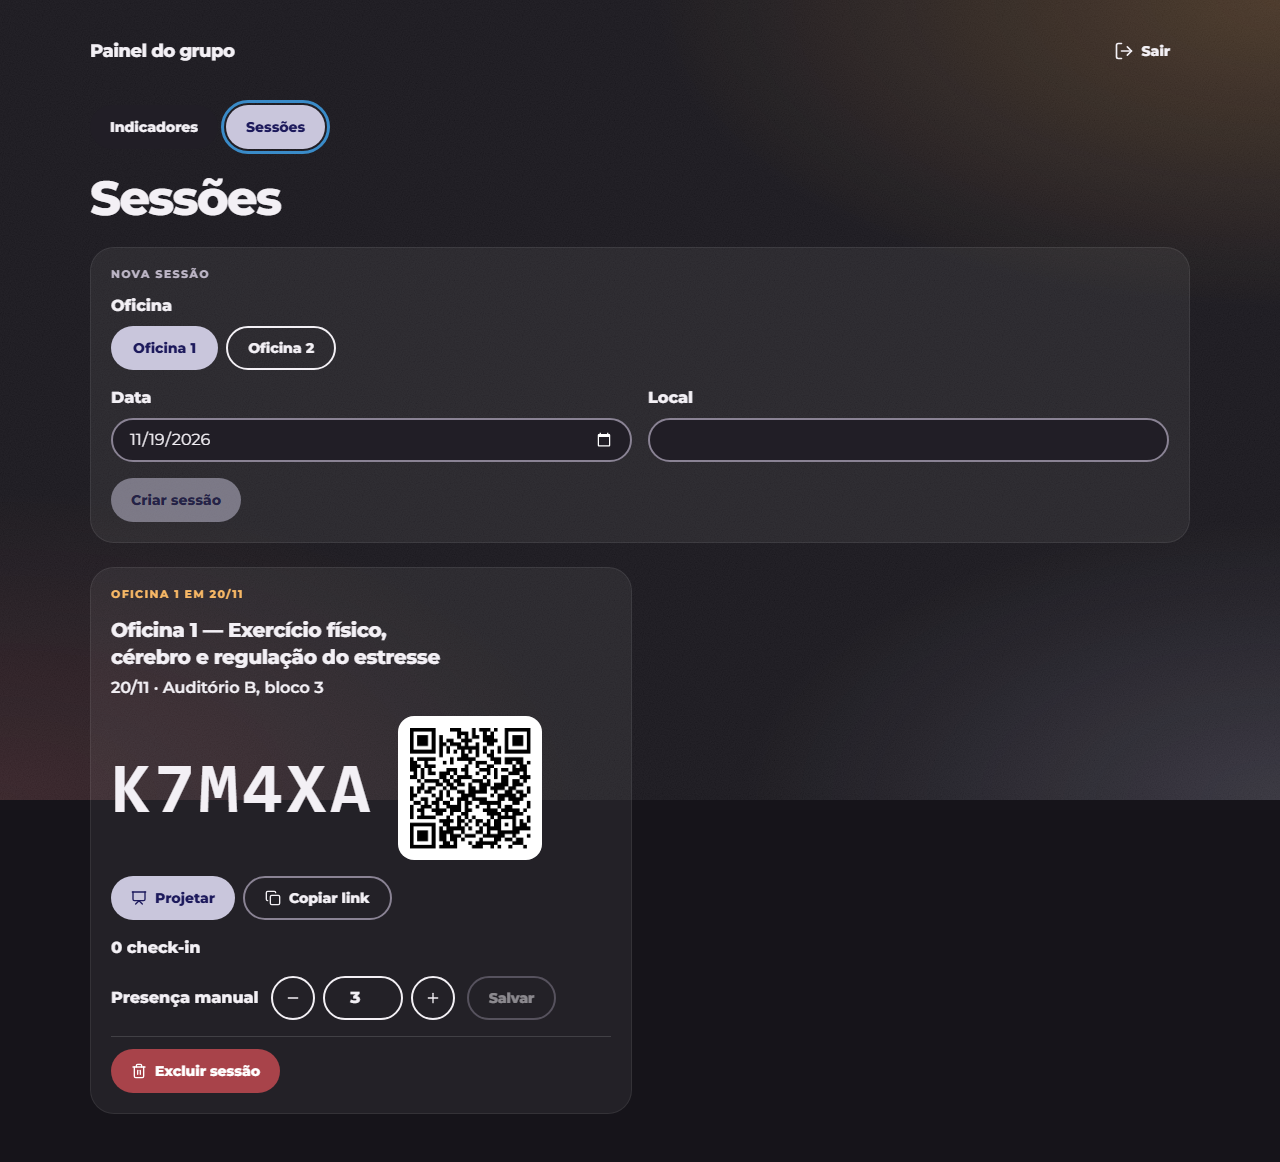 Painel do grupo
Sair
Indicadores
Sessões
Sessões
NOVA SESSÃO
Oficina
Oficina 1
Oficina 2
Data
Local
11/19/2026
Criar sessão
OFICINA 1 EM 20/11
Oficina 1 — Exercício físico,
cérebro e regulação do estresse
20/11 · Auditório B, bloco 3
K7M4XA
Projetar
Copiar link
0 check-in
Presença manual
3
Salvar
Excluir sessão